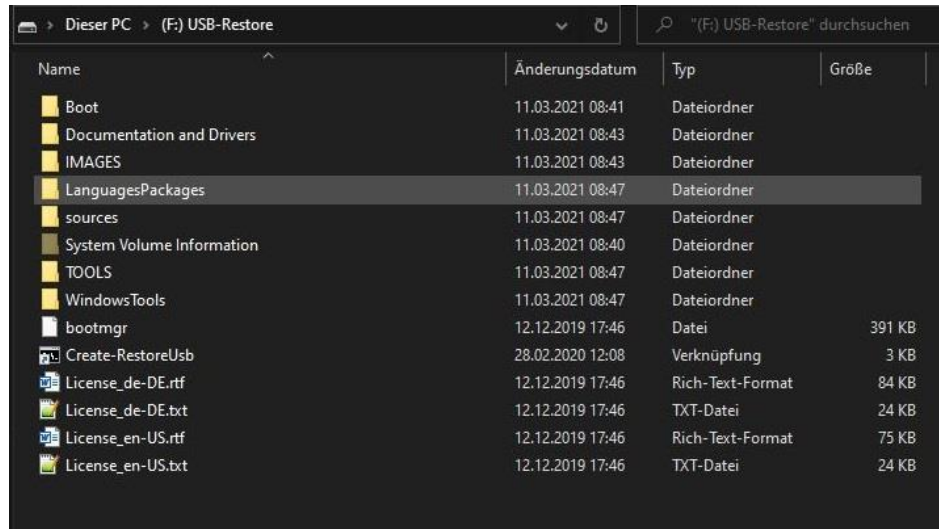 Dieser PC > (F:) USB-Restore "(F:) USB-Restore" durchsuchen
Name Änderungsdatum Typ Größe
Boot 11.03.2021 08:41 Dateiordner
Documentation and Drivers 11.03.2021 08:43 Dateiordner
IMAGES 11.03.2021 08:43 Dateiordner
LanguagesPackages 11.03.2021 08:47 Dateiordner
sources 11.03.2021 08:47 Dateiordner
System Volume Information 11.03.2021 08:40 Dateiordner
TOOLS 11.03.2021 08:47 Dateiordner
WindowsTools 11.03.2021 08:47 Dateiordner
bootmgr 12.12.2019 17:46 Datei 391 KB
Create-RestoreUsb 28.02.2020 12:08 Verknüpfung 3 KB
License_de-DE.rtf 12.12.2019 17:46 Rich-Text-Format 84 KB
License_de-DE.txt 12.12.2019 17:46 TXT-Datei 24 KB
License_en-US.rtf 12.12.2019 17:46 Rich-Text-Format 75 KB
License_en-US.txt 12.12.2019 17:46 TXT-Datei 24 KB